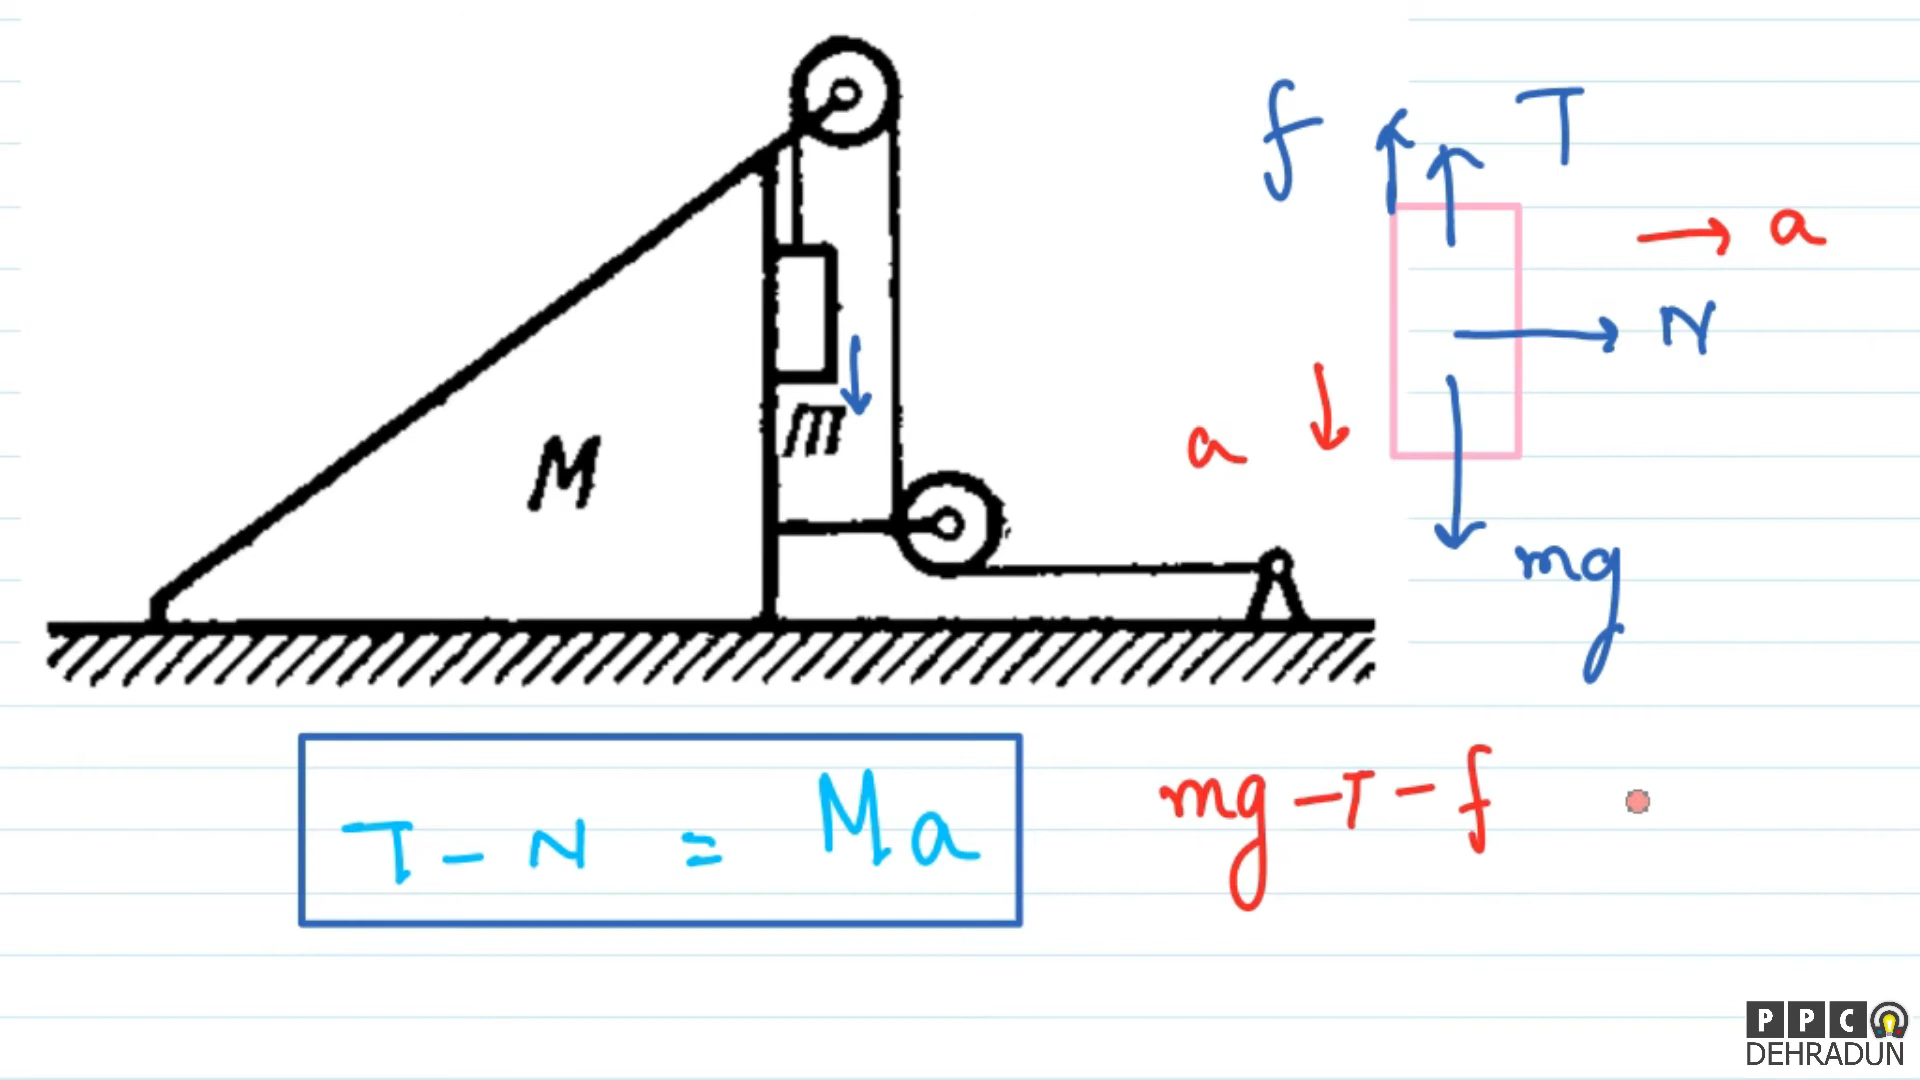 f
T
a
N
m
M
a
mg
T - N = Ma
mg - T - f
PPC
DEHRADUN